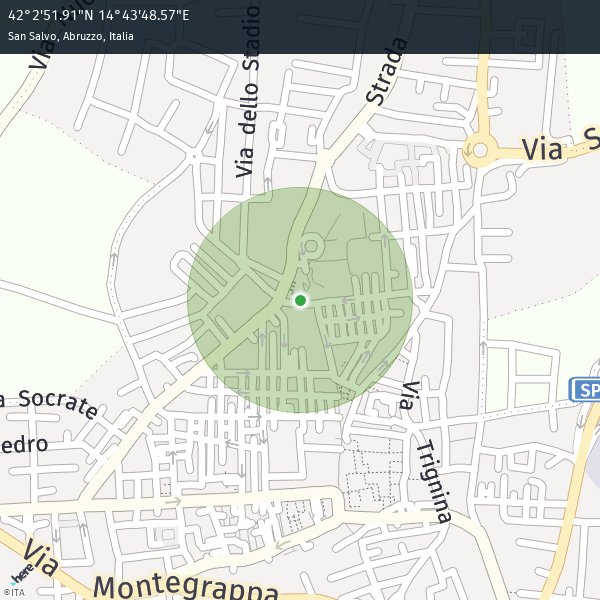 42°2'51.91"N 14°43'48.57"E
San Salvo, Abruzzo, Italia
Via dello Stadio
Strada
Via S
a Socrate
edro
Via
Trignina
SP
Via
Montegrappa
here
©ITA